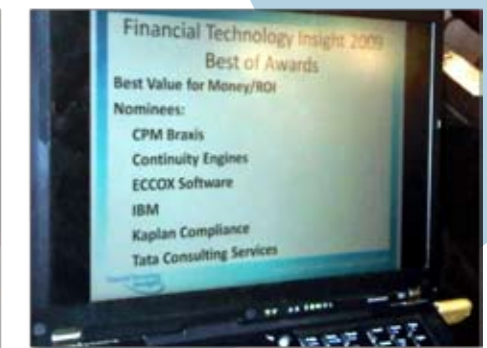 Financial Technology Insight 2009
Best of Awards
Best Value for Money/ROI
Nominees:
CPM Braxis
Continuity Engines
ECCOX Software
IBM
Kaplan Compliance
Tata Consulting Services